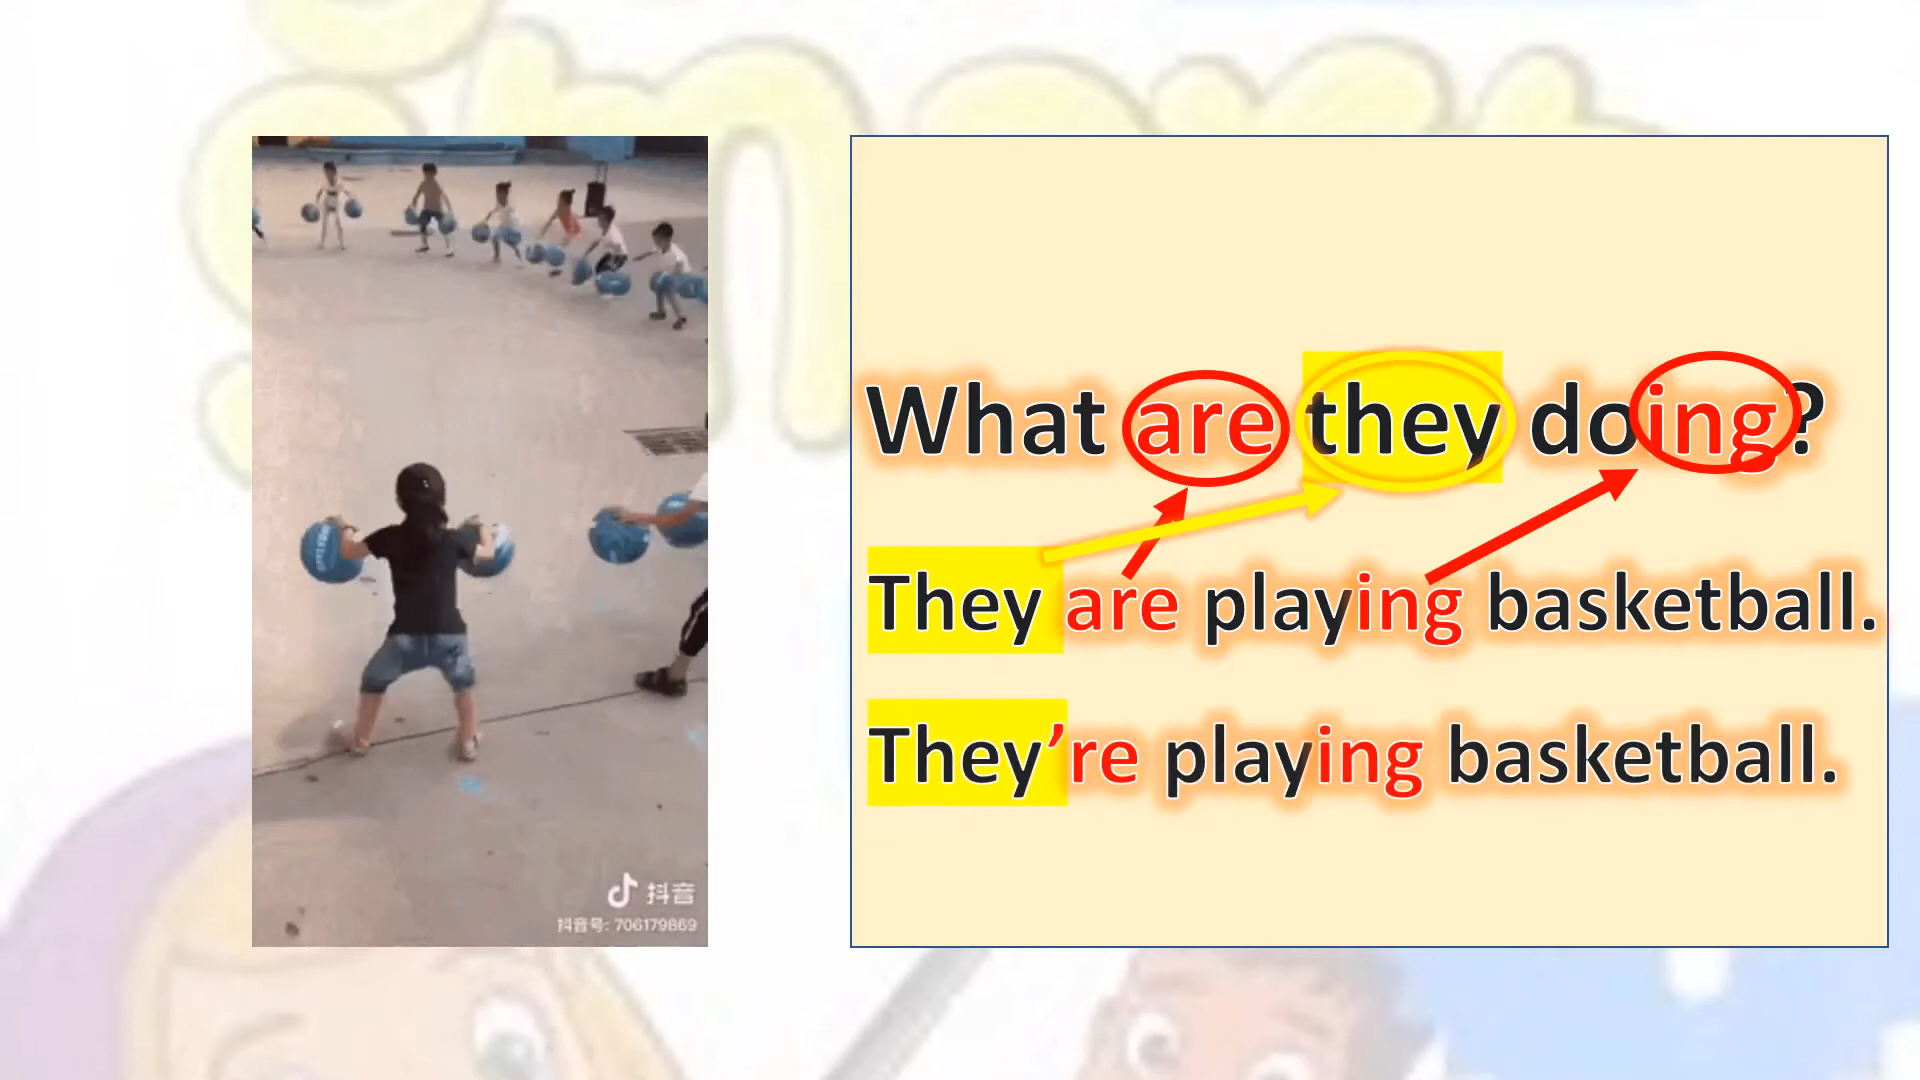 抖音
抖音号: 706179869
What are they doing?
They are playing basketball.
They're playing basketball.